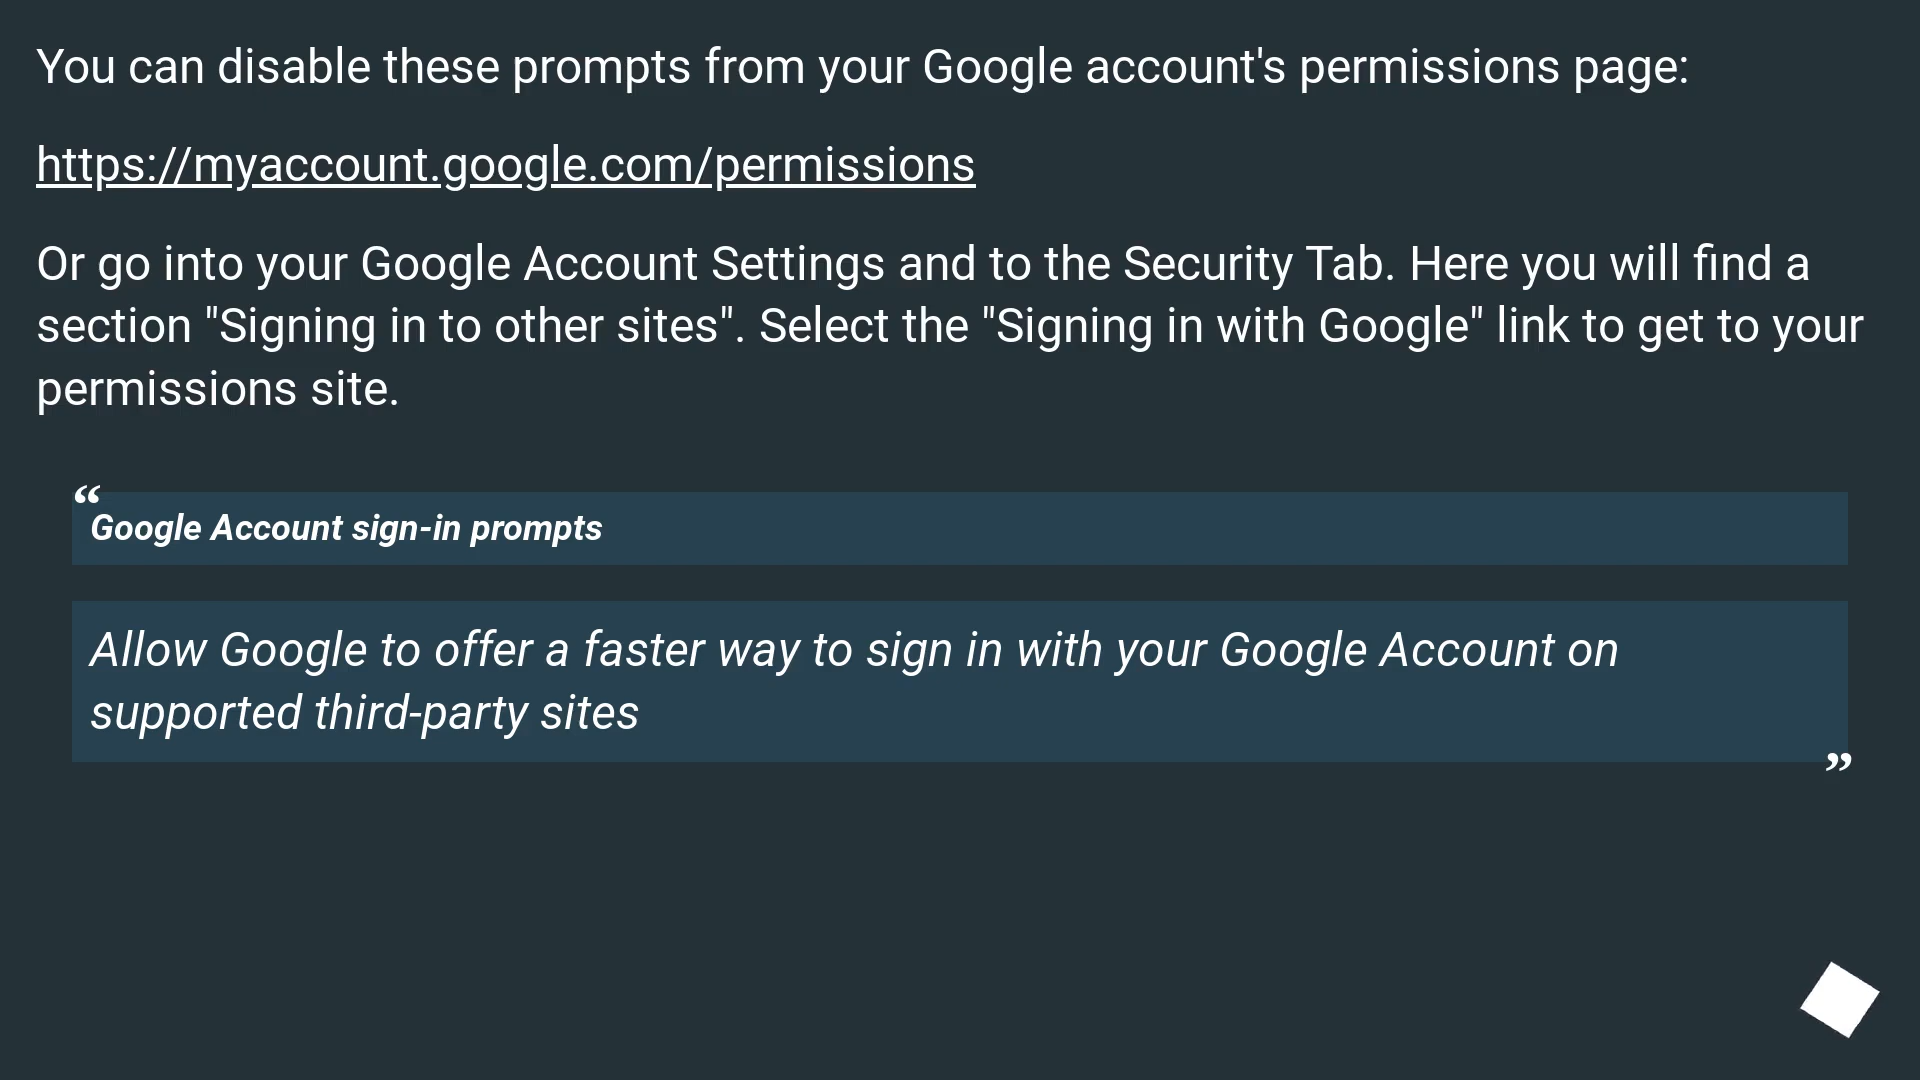 You can disable these prompts from your Google account's permissions page:
https://myaccount.google.com/permissions
Or go into your Google Account Settings and to the Security Tab. Here you will find a
section "Signing in to other sites". Select the "Signing in with Google" link to get to your
permissions site.
“
Google Account sign-in prompts
Allow Google to offer a faster way to sign in with your Google Account on
supported third-party sites
”